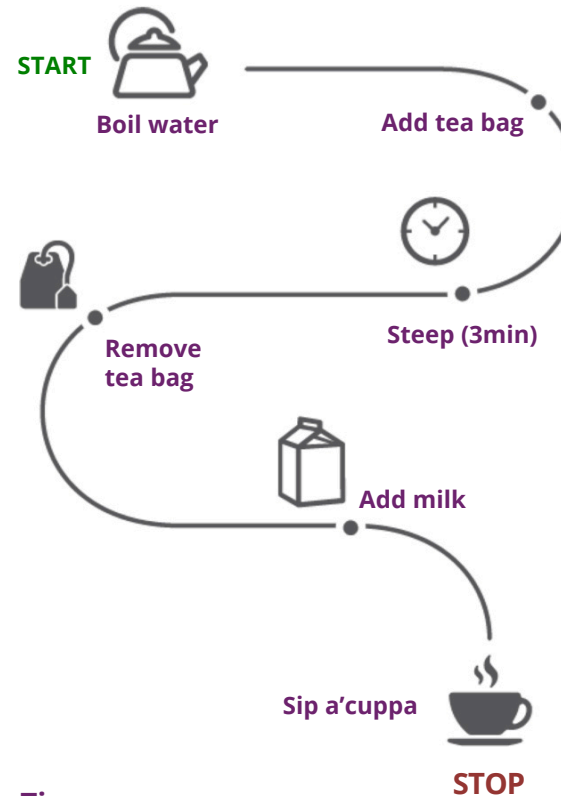 START
Boil water
Add tea bag
Steep (3min)
Remove
tea bag
Add milk
Sip a’cuppa
STOP